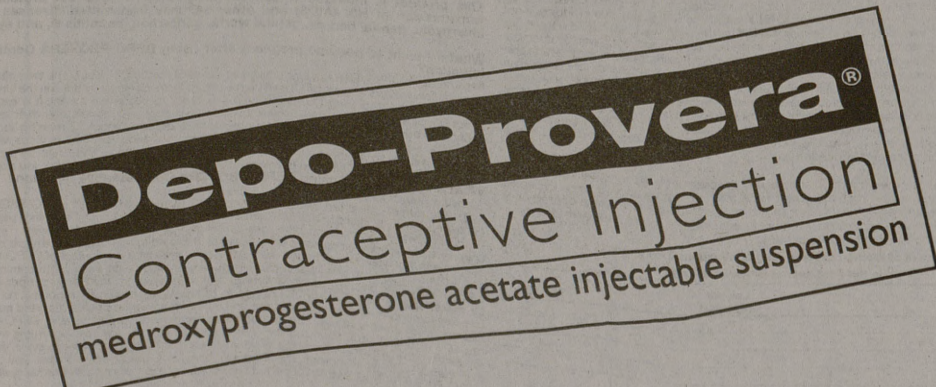 Depo-Provera®
Contraceptive Injection
medroxyprogesterone acetate injectable suspension